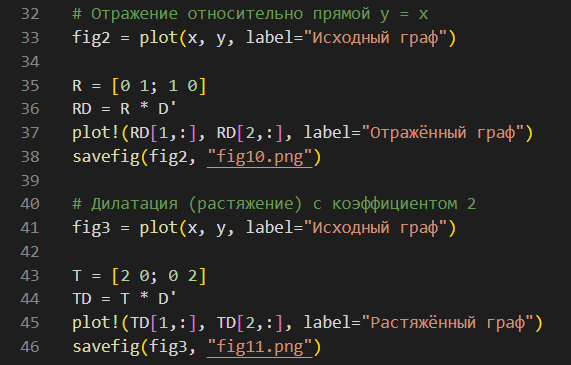 32 # Отражение относительно прямой y = x
33 fig2 = plot(x, y, label="Исходный граф")
34
35 R = [0 1; 1 0]
36 RD = R * D'
37 plot!(RD[1,:], RD[2,:], label="Отражённый граф")
38 savefig(fig2, "fig10.png")
39
40 # Дилатация (растяжение) с коэффициентом 2
41 fig3 = plot(x, y, label="Исходный граф")
42
43 T = [2 0; 0 2]
44 TD = T * D'
45 plot!(TD[1,:], TD[2,:], label="Растяжённый граф")
46 savefig(fig3, "fig11.png")